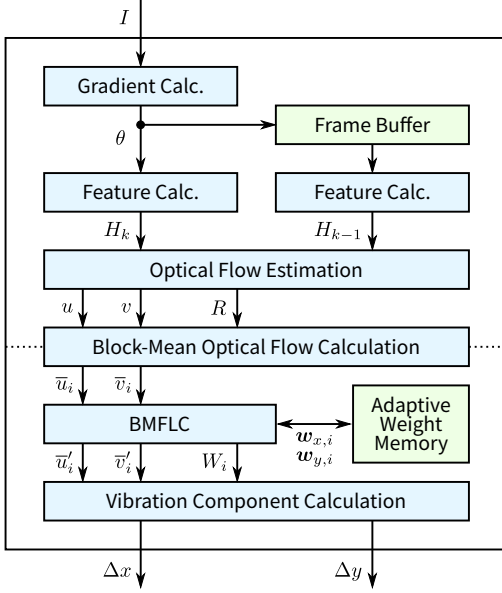 I
Gradient Calc.
θ
Frame Buffer
Feature Calc.
Feature Calc.
H_k
H_{k−1}
Optical Flow Estimation
u
v
R
Block-Mean Optical Flow Calculation
u̅_i
v̅_i
BMFLC
w_{x,i}
w_{y,i}
Adaptive
Weight
Memory
u̅′_i
v̅′_i
W_i
Vibration Component Calculation
Δx
Δy